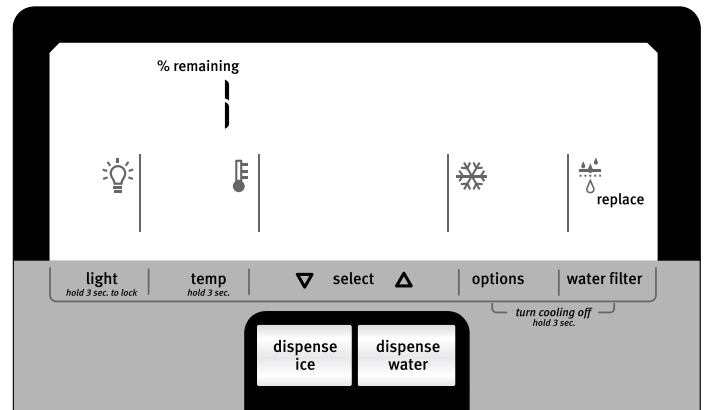 % remaining
1
replace
light
hold 3 sec. to lock
temp
hold 3 sec.
select
options
water filter
turn cooling off
hold 3 sec.
dispense
ice
dispense
water